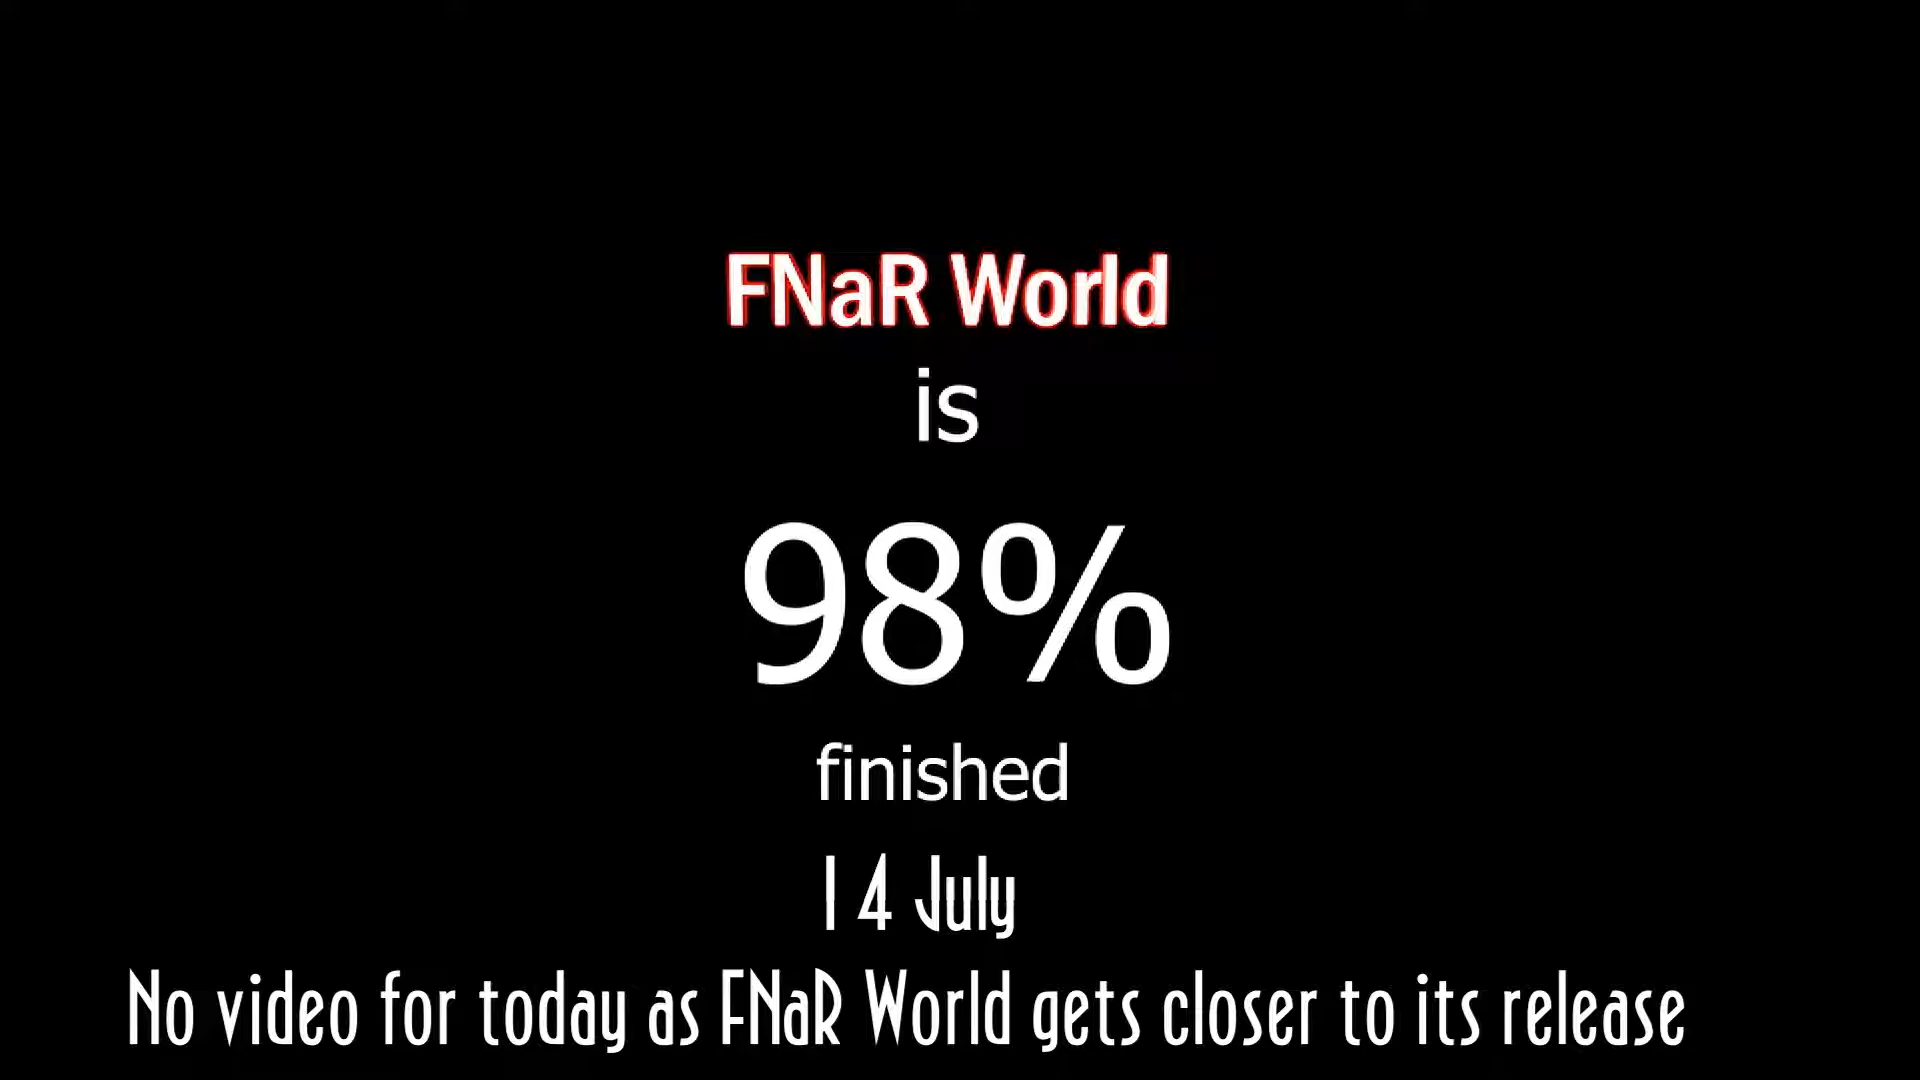 FNaR World
is
98%
finished
14 July
No video for today as FNaR World gets closer to its release